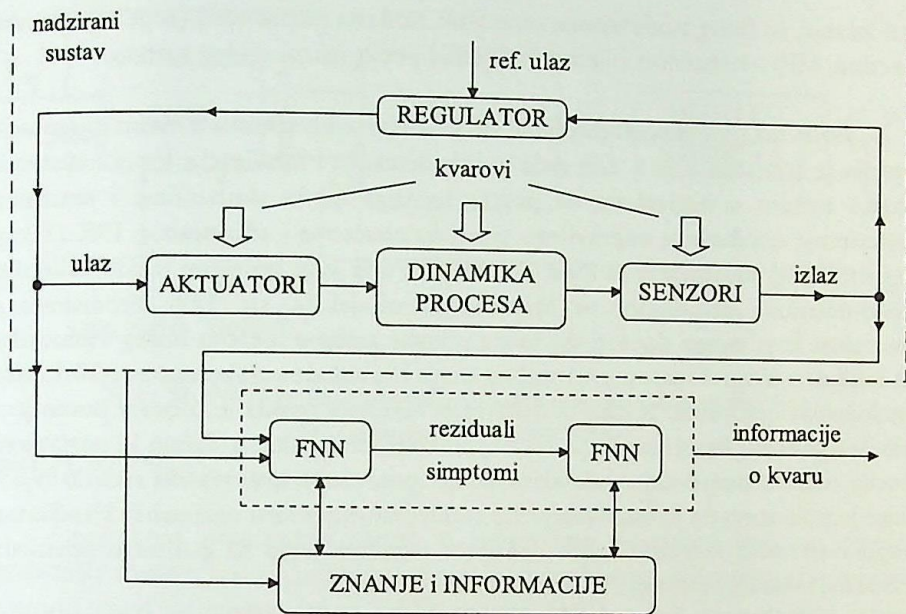 nadzirani
sustav
ref. ulaz
REGULATOR
kvarovi
ulaz
AKTUATORI
DINAMIKA
PROCESA
SENZORI
izlaz
FNN
reziduali
simptomi
FNN
informacije
o kvaru
ZNANJE i INFORMACIJE